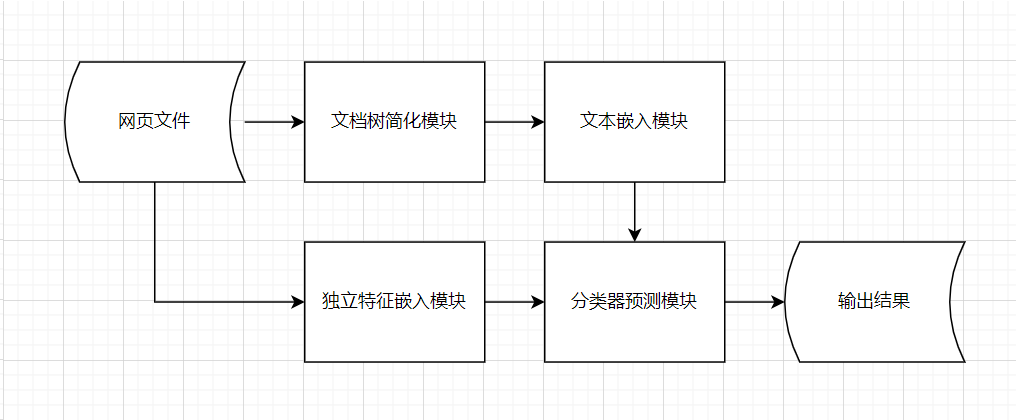 网页文件
文档树简化模块
文本嵌入模块
独立特征嵌入模块
分类器预测模块
输出结果